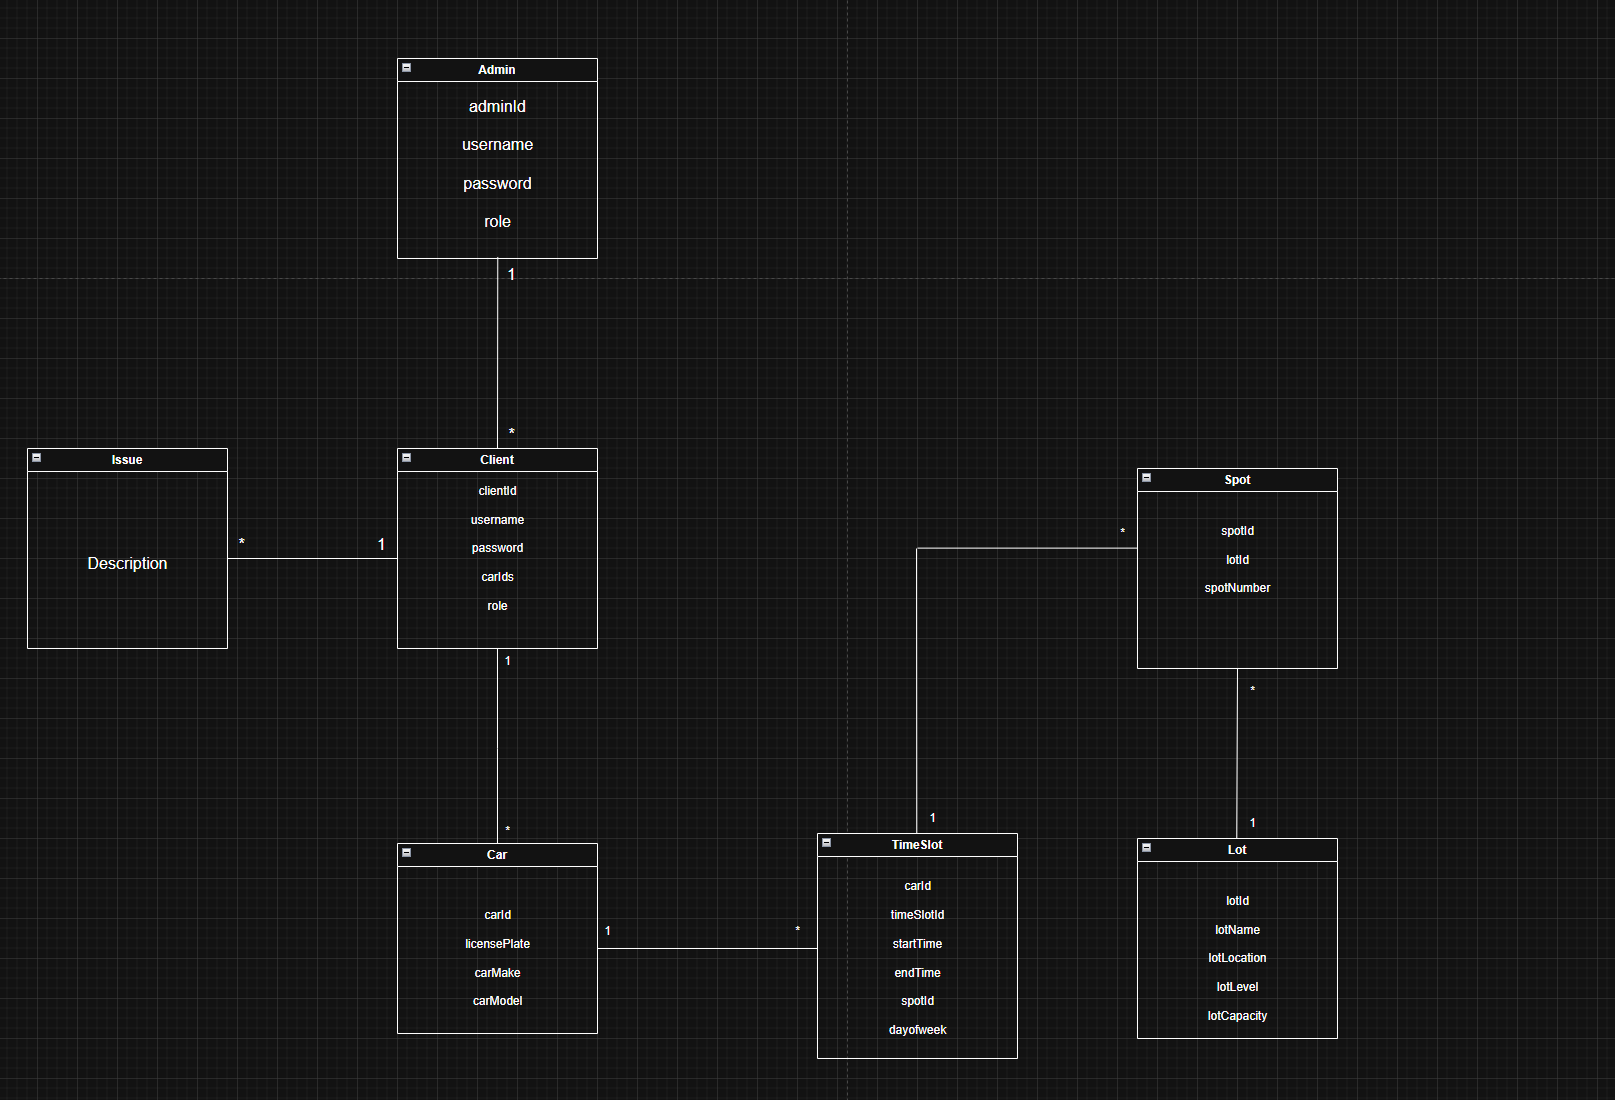 Admin
adminId
username
password
role
1
*
Issue
Description
*
1
Client
clientId
username
password
carIds
role
1
*
Car
carId
licensePlate
carMake
carModel
1
*
TimeSlot
carId
timeSlotId
startTime
endTime
spotId
dayofweek
1
*
Spot
spotId
lotId
spotNumber
*
1
Lot
lotId
lotName
lotLocation
lotLevel
lotCapacity